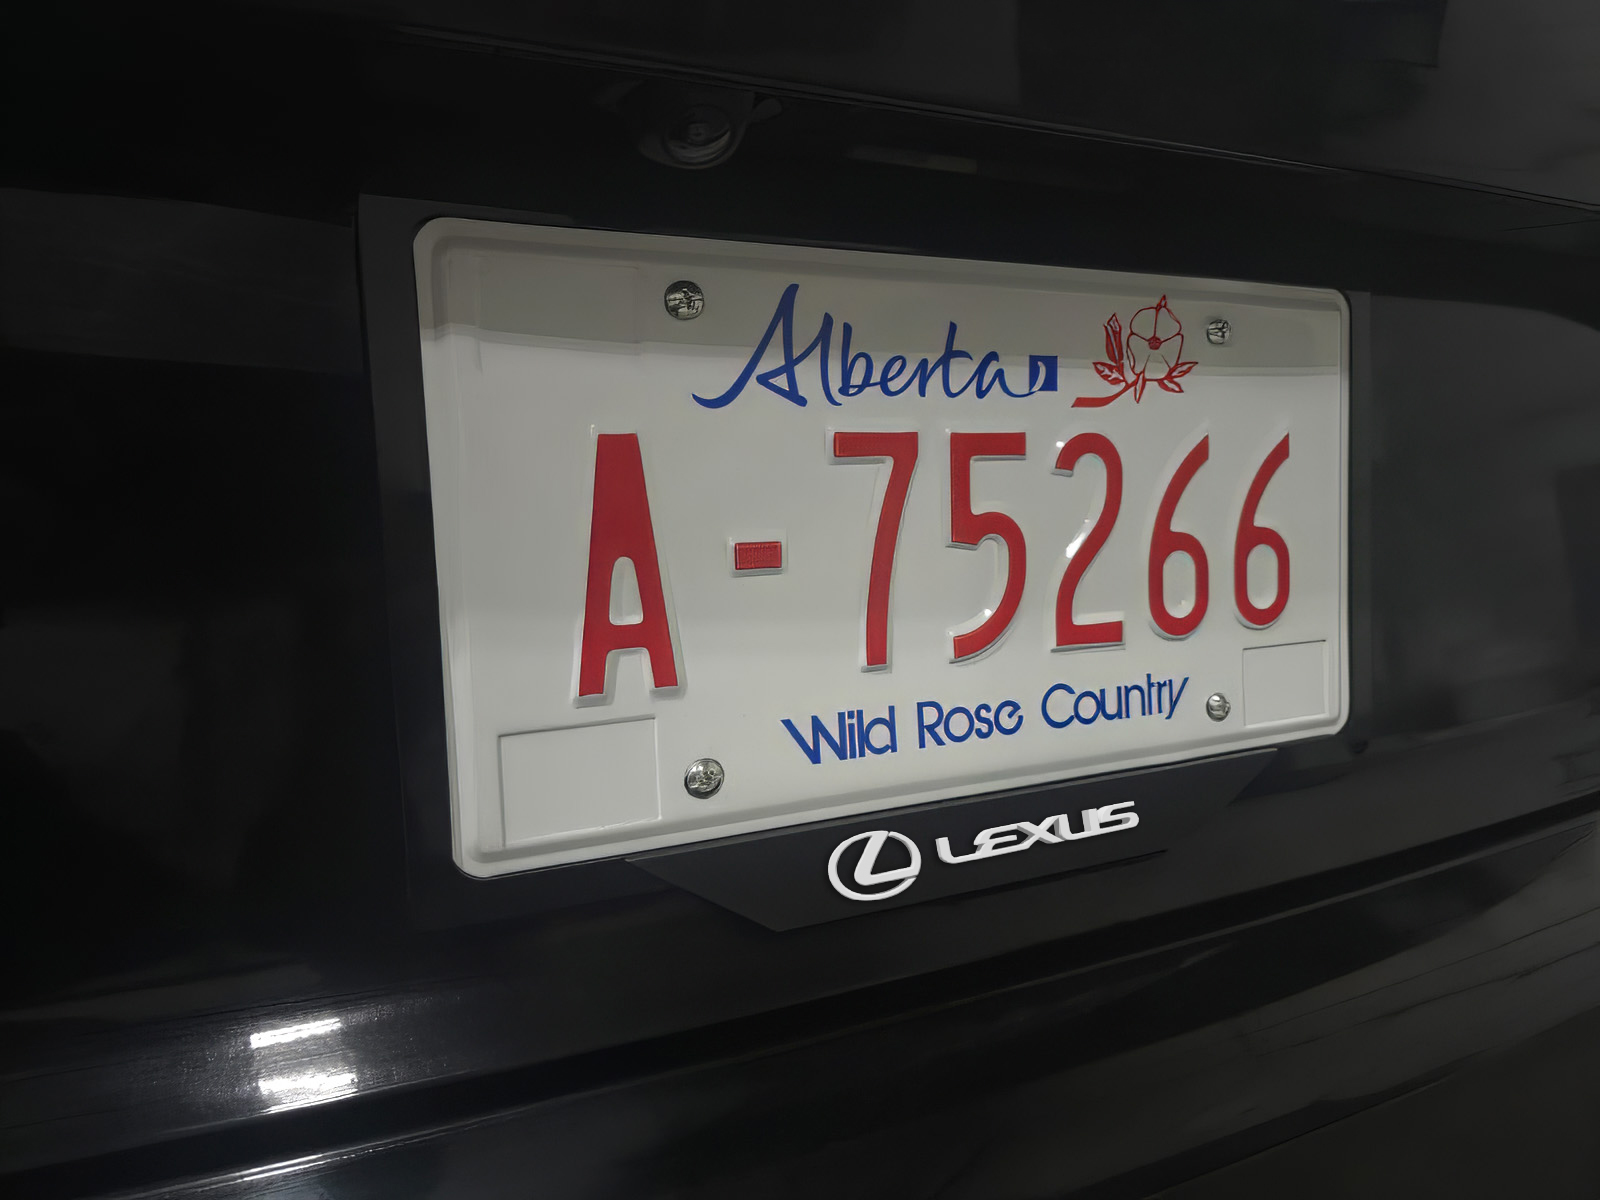 Alberta
A-75266
Wild Rose Country
LEXUS